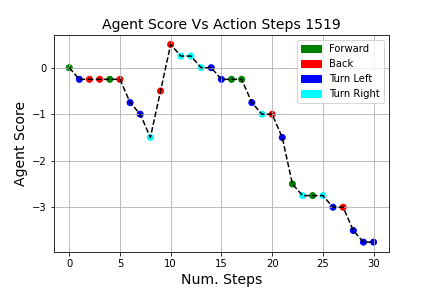 Agent Score Vs Action Steps 1519
Agent Score
0
−1
−2
−3
Forward
Back
Turn Left
Turn Right
0 5 10 15 20 25 30
Num. Steps